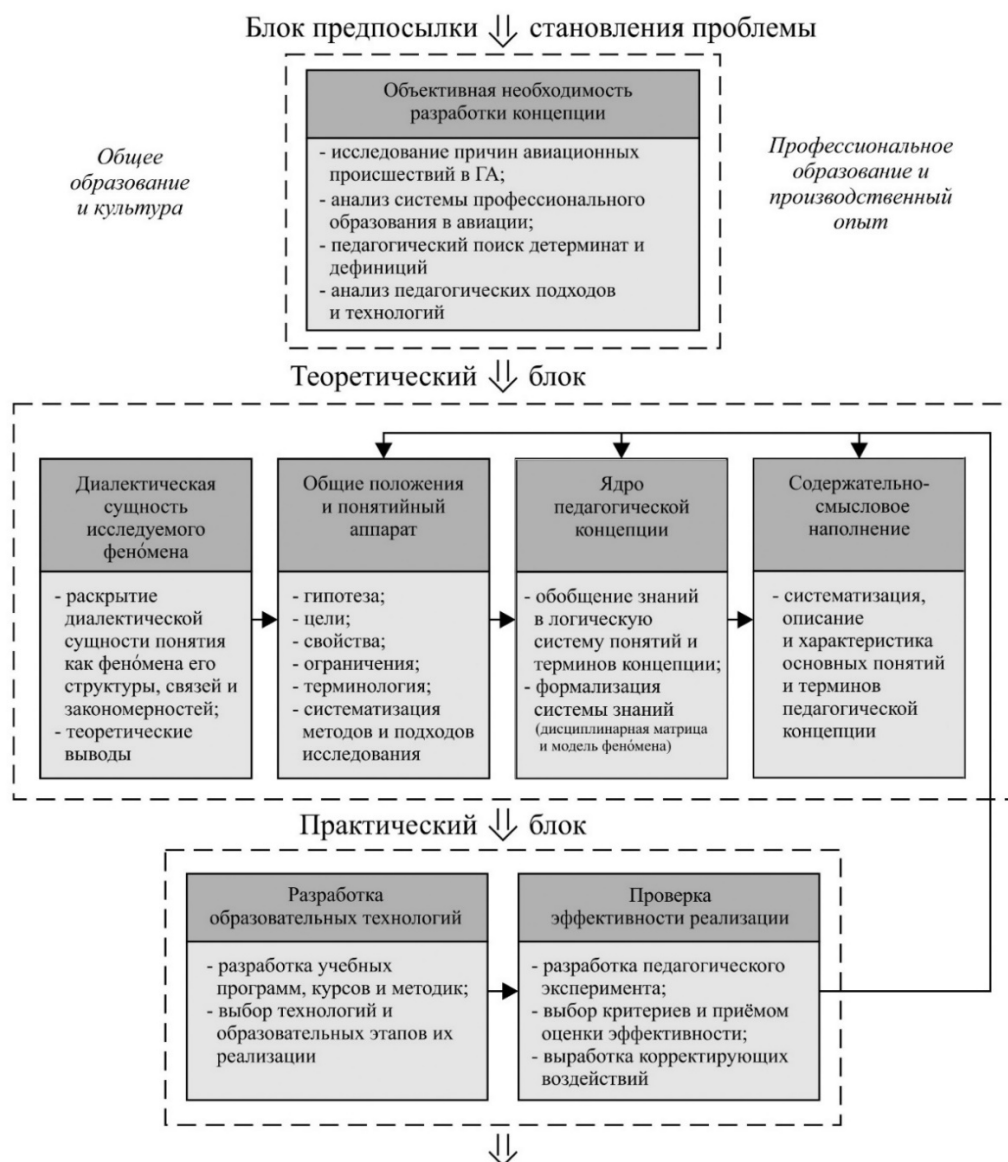 Блок предпосылки становления проблемы
Объективная необходимость
разработки концепции
- исследование причин авиационных
происшествий в ГА;
- анализ системы профессионального
образования в авиации;
- педагогический поиск детерминат и
дефиниций
- анализ педагогических подходов
и технологий
Общее
образование
и культура
Профессиональное
образование и
производственный
опыт
Теоретический блок
Диалектическая
сущность
исследуемого
фено́мена
- раскрытие
диалектической
сущности понятия
как фено́мена его
структуры, связей и
закономерностей;
- теоретические
выводы
Общие положения
и понятийный
аппарат
- гипотеза;
- цели;
- свойства;
- ограничения;
- терминология;
- систематизация
методов и подходов
исследования
Ядро
педагогической
концепции
- обобщение знаний
в логическую
систему понятий и
терминов концепции;
- формализация
системы знаний
(дисциплинарная матрица
и модель фено́мена)
Содержательно-
смысловое
наполнение
- систематизация,
описание
и характеристика
основных понятий
и терминов
педагогической
концепции
Практический блок
Разработка
образовательных технологий
- разработка учебных
программ, курсов и методик;
- выбор технологий и
образовательных этапов их
реализации
Проверка
эффективности реализации
- разработка педагогического
эксперимента;
- выбор критериев и приёмом
оценки эффективности;
- выработка корректирующих
воздействий